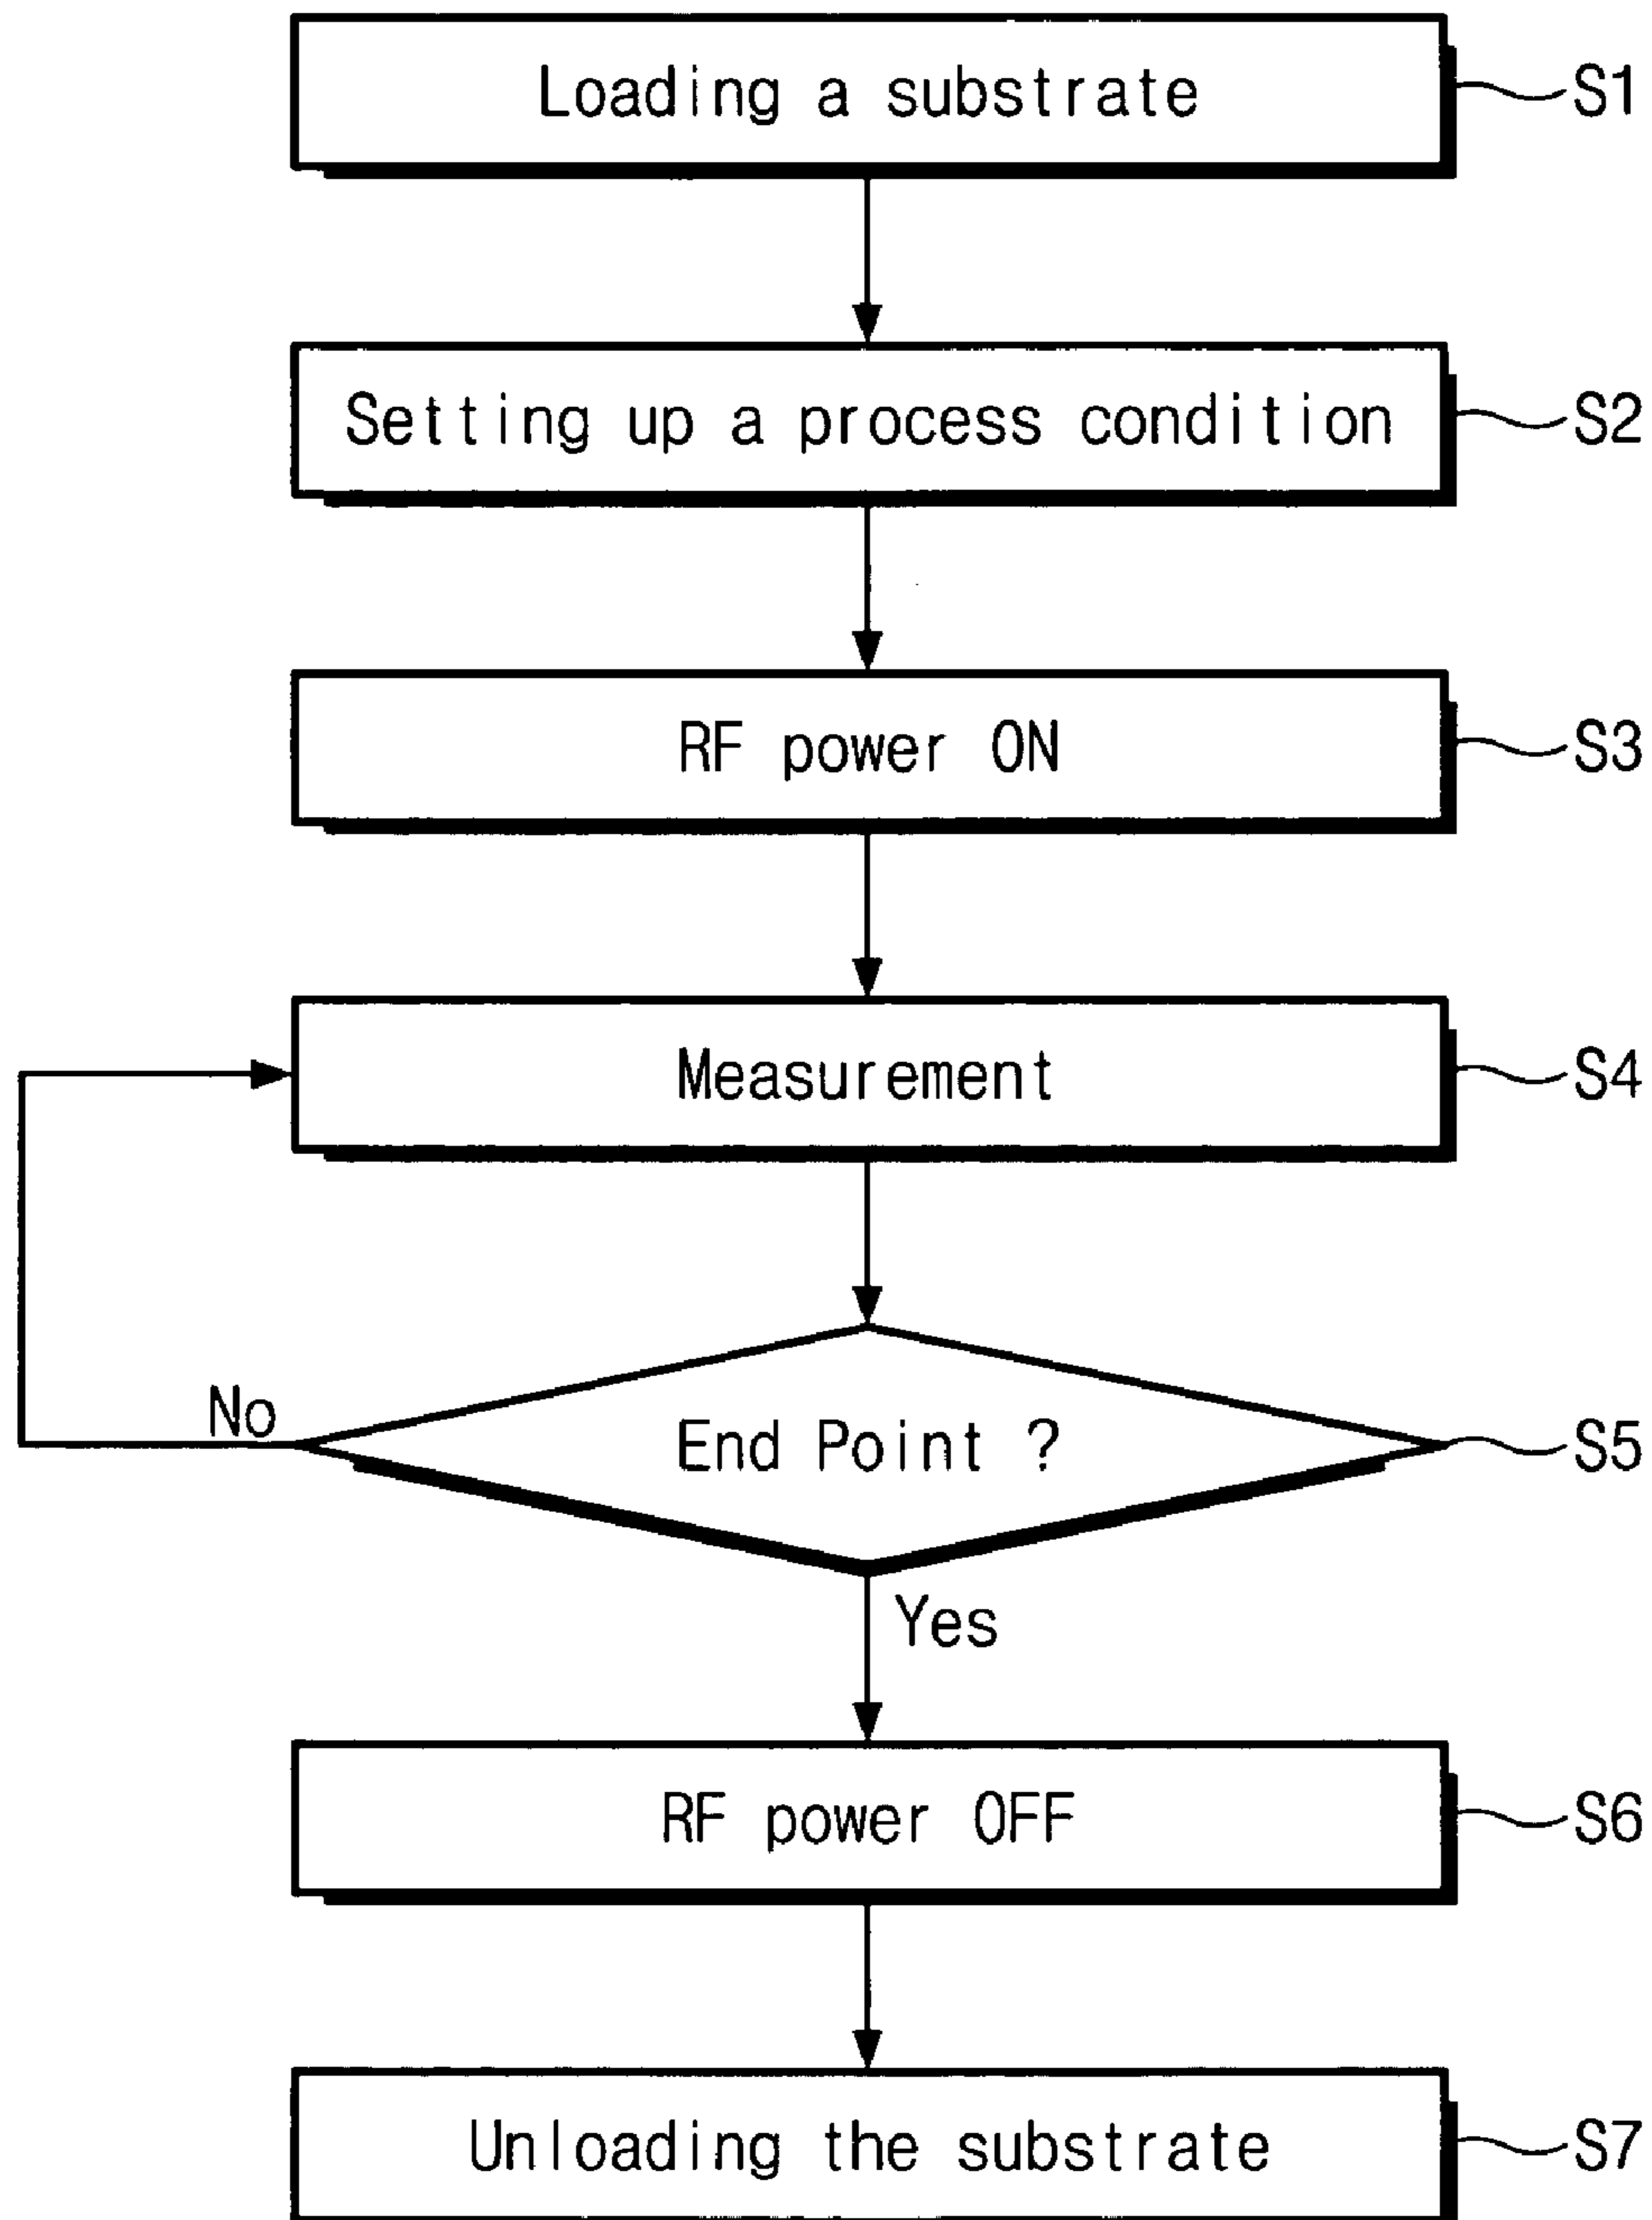 Loading a substrate S1
Setting up a process condition S2
RF power ON S3
Measurement S4
No
End Point ? S5
Yes
RF power OFF S6
Unloading the substrate S7